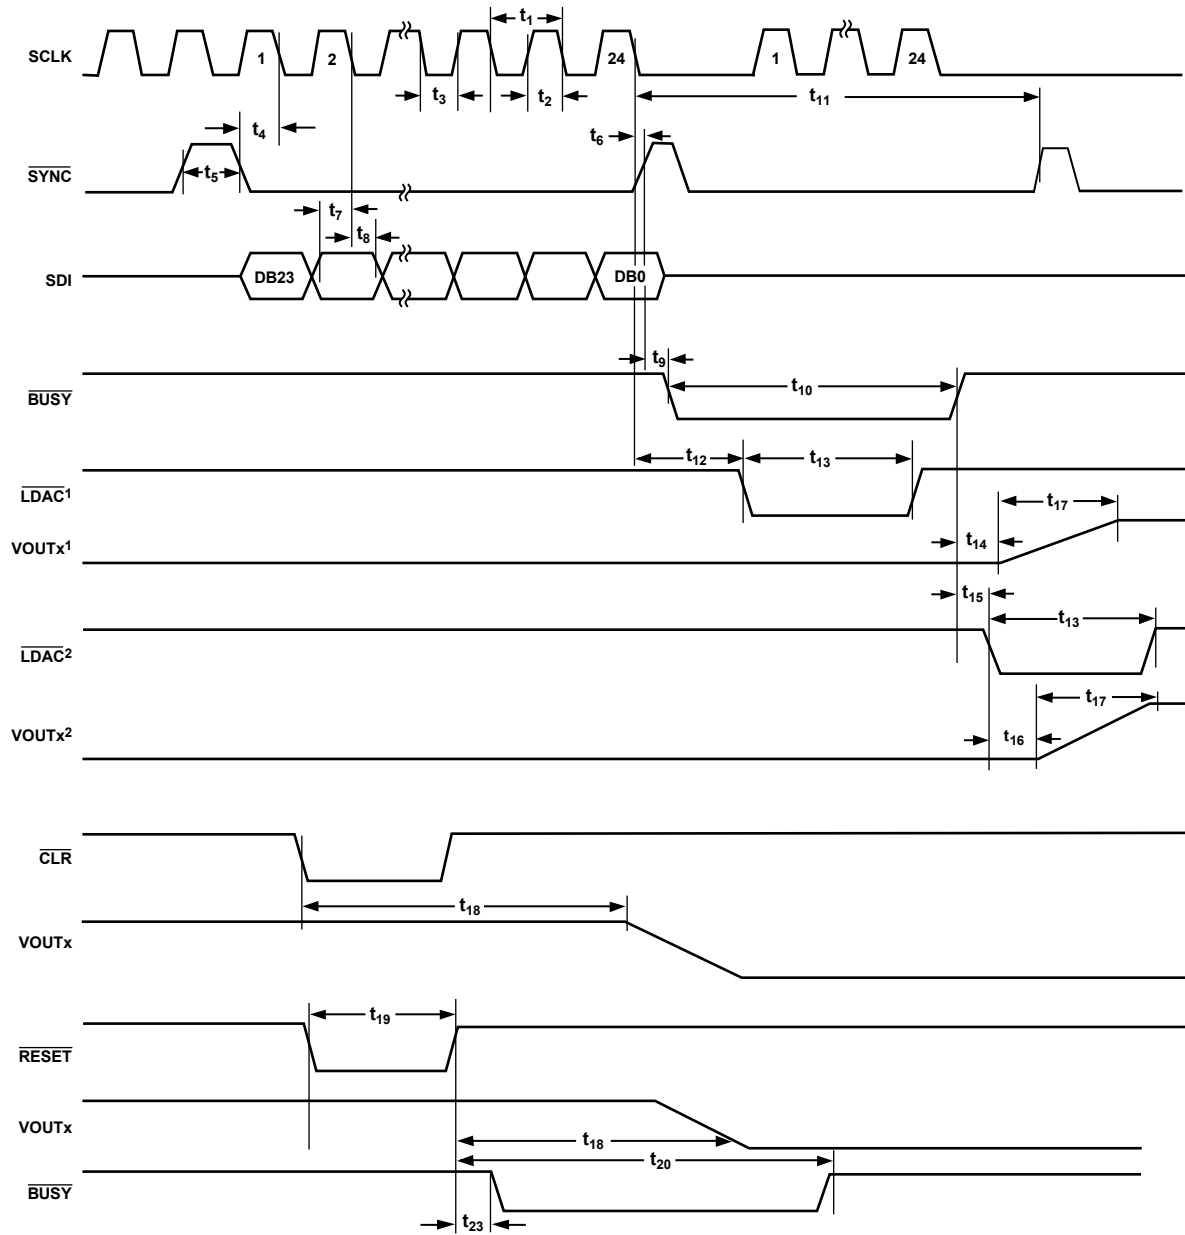 t1
SCLK
1
2
24
1
24
t3
t2
t11
t4
t6
SYNC
t5
t7
t8
SDI
DB23
DB0
t9
BUSY
t10
t12
t13
LDAC1
t17
VOUTx1
t14
t15
t13
LDAC2
t17
VOUTx2
t16
CLR
t18
VOUTx
t19
RESET
VOUTx
t18
t20
BUSY
t23